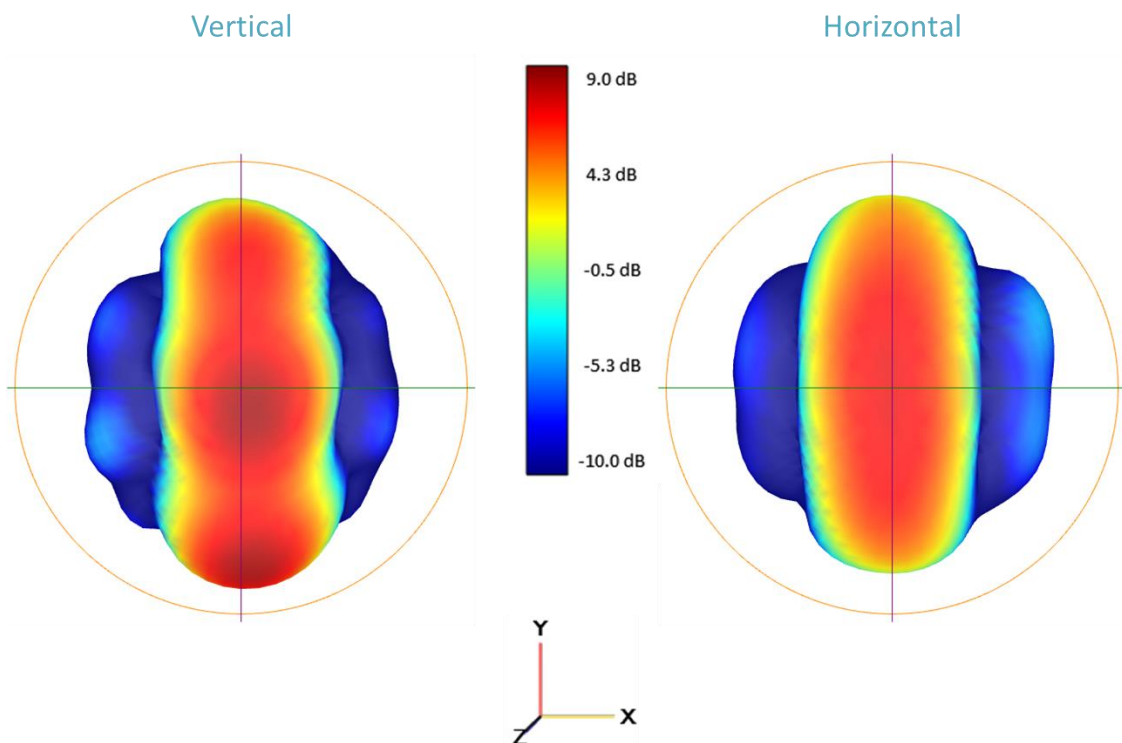 Vertical
Horizontal
9.0 dB
4.3 dB
-0.5 dB
-5.3 dB
-10.0 dB
Y
X
Z